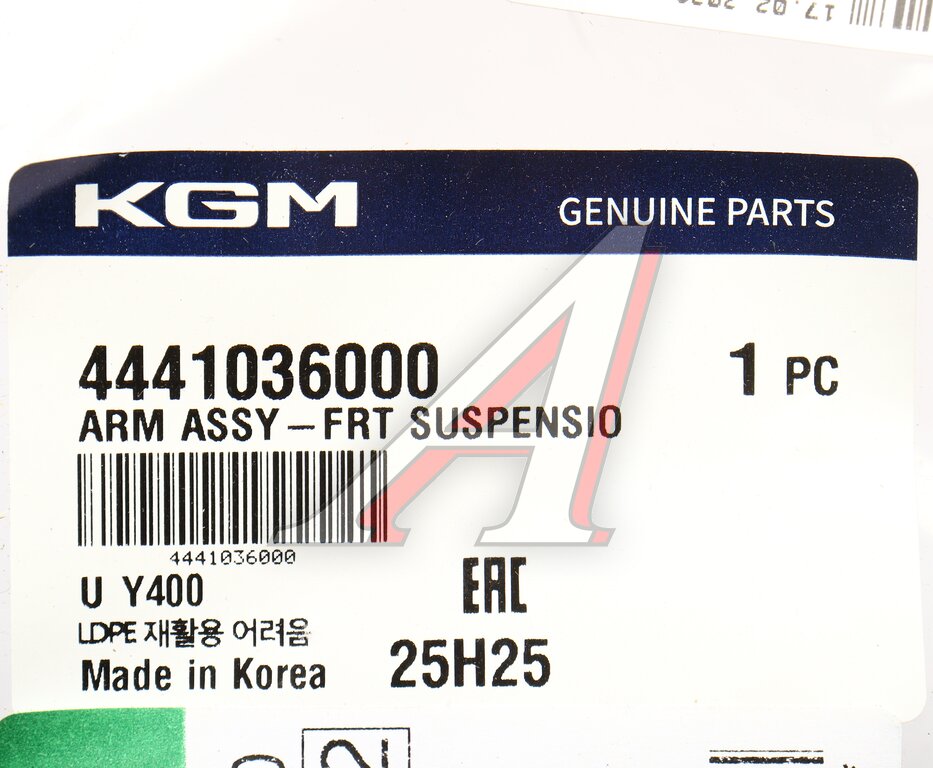 KGM GENUINE PARTS
4441036000 1 PC
ARM ASSY-FRT SUSPENSIO
4441036000
U Y400
EAC
LDPE 재활용 어려움
25H25
Made in Korea